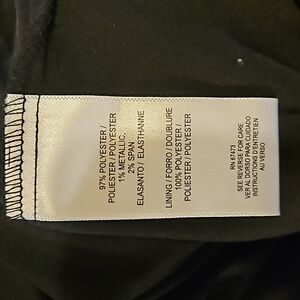 97% POLYESTER /
POLIÉSTER / POLYESTER
1% METALLIC,
2% SPAN
ELASANTO / ELASTHANNE
LINING / FORRO / DOUBLURE
100% POLYESTER /
POLIÉSTER / POLYESTER
RN 67473
SEE REVERSE FOR CARE
VER AL DORSO PARA CUIDADO
INSTRUCTIONS D'ENTRETIEN
AU VERSO